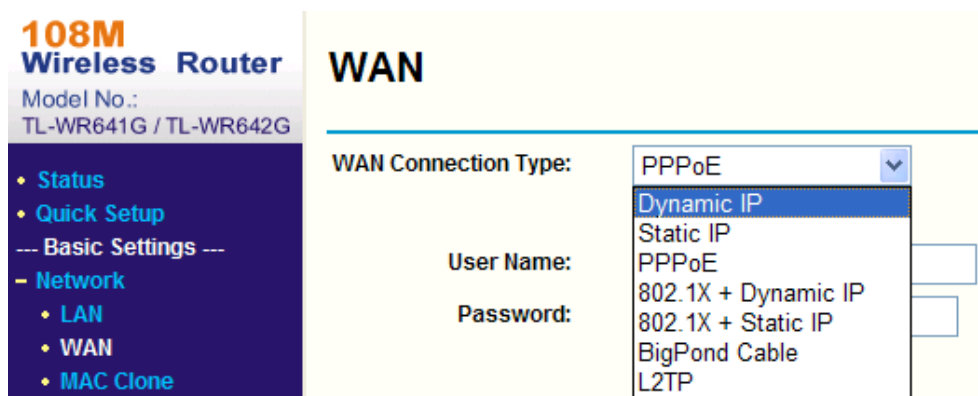 108M
Wireless Router
Model No.:
TL-WR641G / TL-WR642G
• Status
• Quick Setup
--- Basic Settings ---
– Network
• LAN
• WAN
• MAC Clone
WAN
WAN Connection Type:
PPPoE
Dynamic IP
Static IP
PPPoE
802.1X + Dynamic IP
802.1X + Static IP
BigPond Cable
L2TP
User Name:
Password: